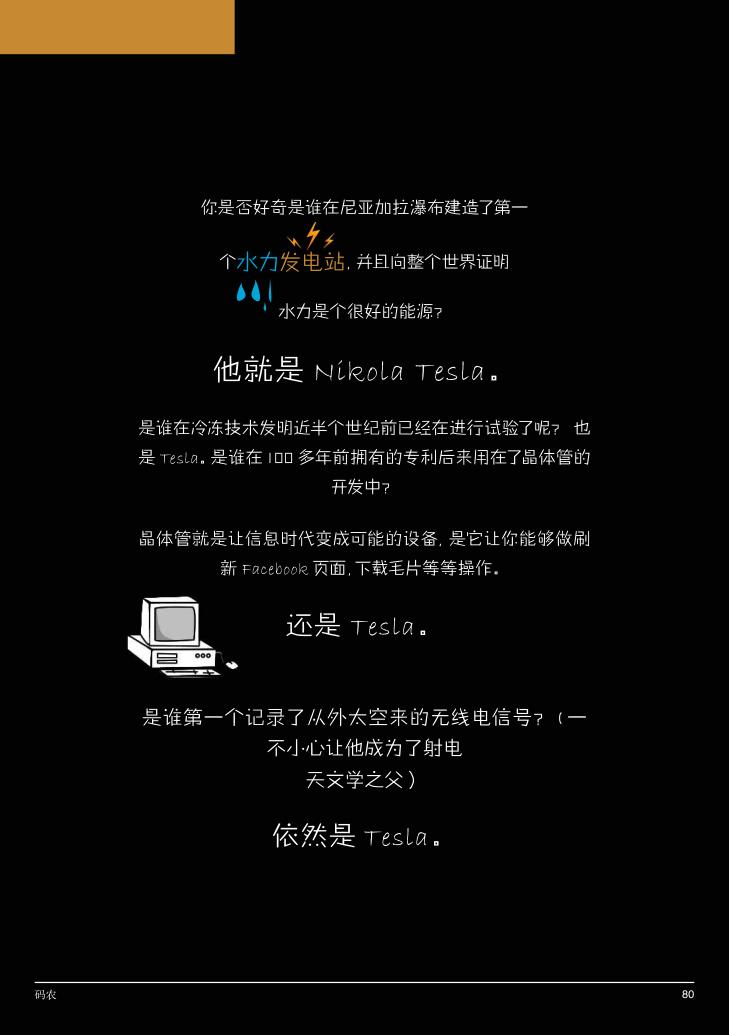 你是否好奇是谁在尼亚加拉瀑布建造了第一
个水力发电站, 并且向整个世界证明
水力是个很好的能源?
他就是 Nikola Tesla。
是谁在冷冻技术发明近半个世纪前已经在进行试验了呢? 也
是 Tesla。是谁在 100 多年前拥有的专利后来用在了晶体管的
开发中?
晶体管就是让信息时代变成可能的设备, 是它让你能够做刷
新 Facebook 页面, 下载毛片等等操作。
还是 Tesla。
是谁第一个记录了从外太空来的无线电信号? (一
不小心让他成为了射电
天文学之父)
依然是 Tesla。
码农
80